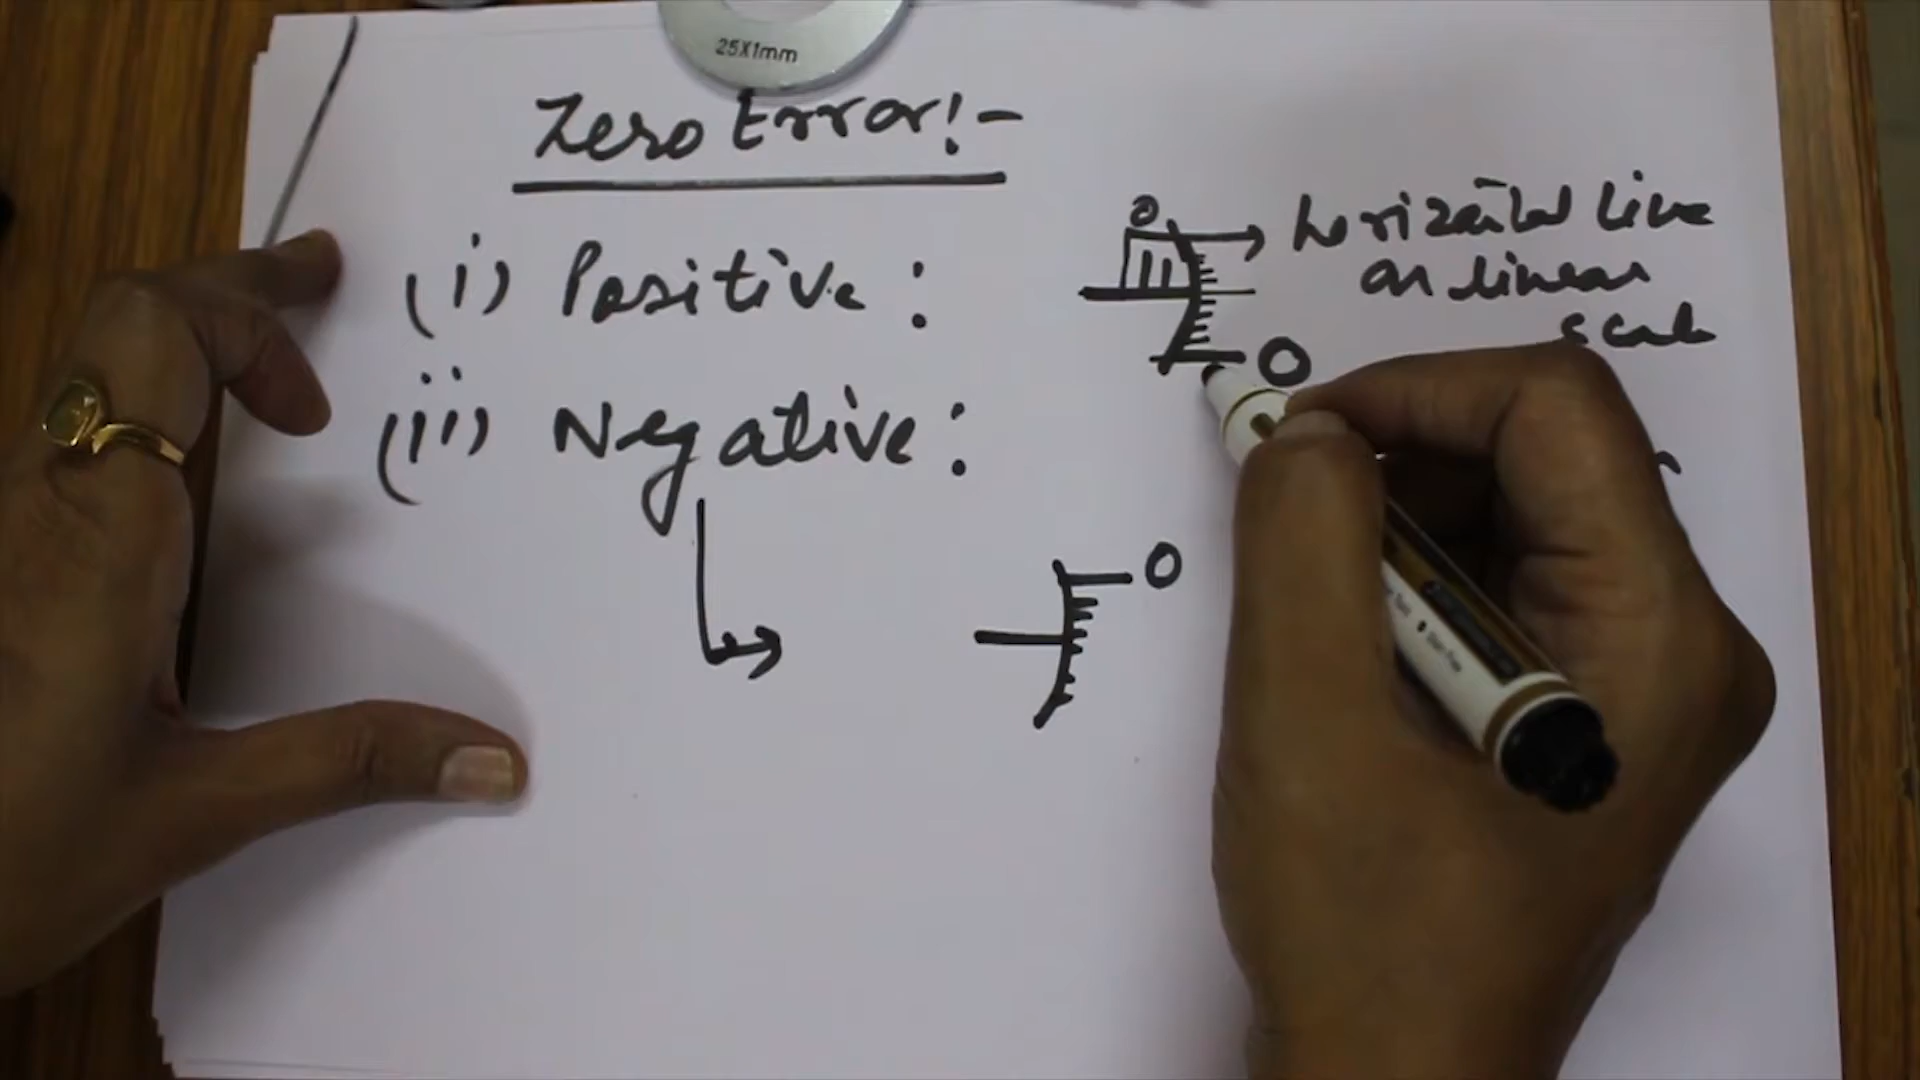 25X1mm
Zero Error:-
(i) Positive:
0
horizontal line
on linear
scale
0
(ii) Negative:
0